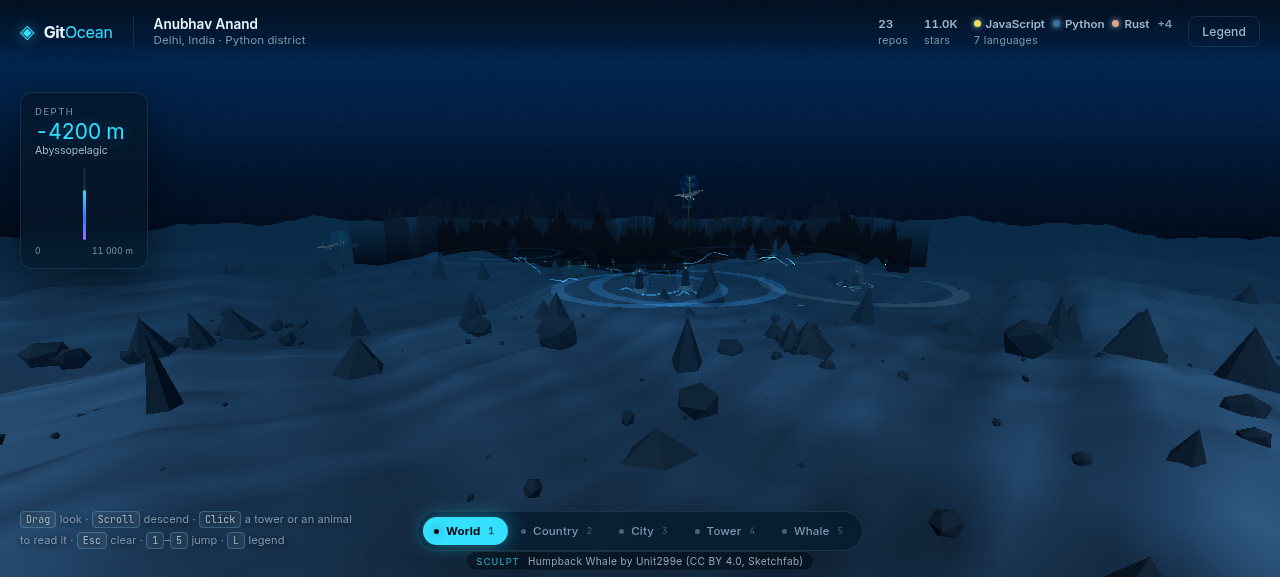 ◈ GitOcean
Anubhav Anand
Delhi, India · Python district
23 repos
11.0K stars
JavaScript Python Rust +4
7 languages
Legend
DEPTH
-4200 m
Abyssopelagic
0 11 000 m
Drag look · Scroll descend · Click a tower or an animal
to read it · Esc clear · 1–5 jump · L legend
World 1 Country 2 City 3 Tower 4 Whale 5
SCULPT Humpback Whale by Unit299e (CC BY 4.0, Sketchfab)